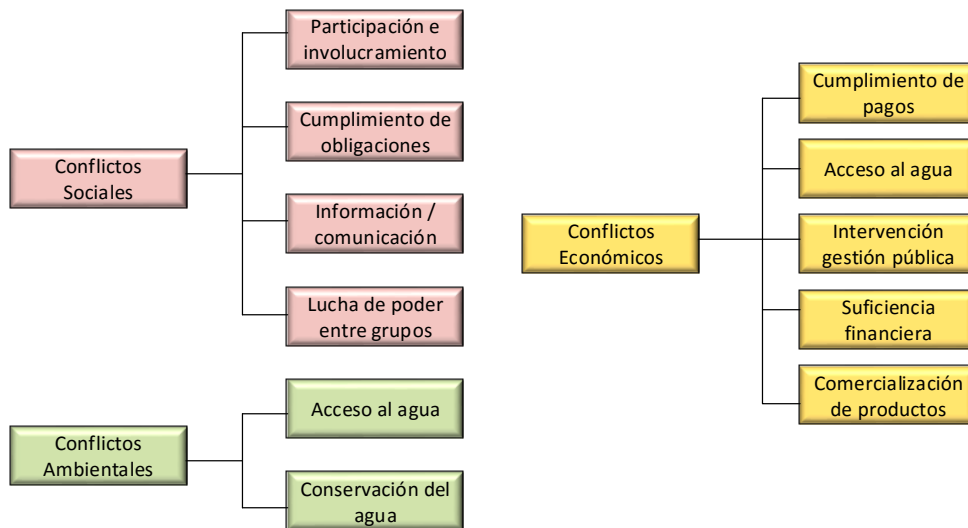 Conflictos
Sociales
Participación e
involucramiento
Cumplimiento de
obligaciones
Información /
comunicación
Lucha de poder
entre grupos
Conflictos
Ambientales
Acceso al agua
Conservación del
agua
Conflictos
Económicos
Cumplimiento de
pagos
Acceso al agua
Intervención
gestión pública
Suficiencia
financiera
Comercialización
de productos